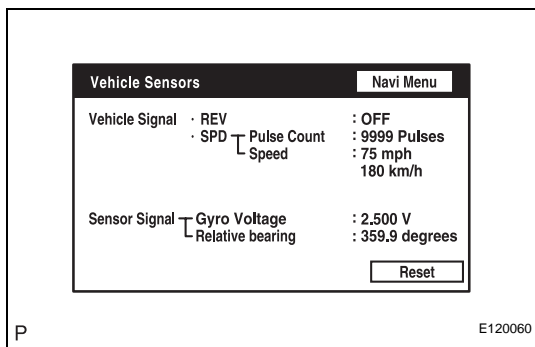 Vehicle Sensors Navi Menu
Vehicle Signal · REV : OFF
· SPD Pulse Count : 9999 Pulses
Speed : 75 mph
180 km/h
Sensor Signal Gyro Voltage : 2.500 V
Relative bearing : 359.9 degrees
Reset
P E120060